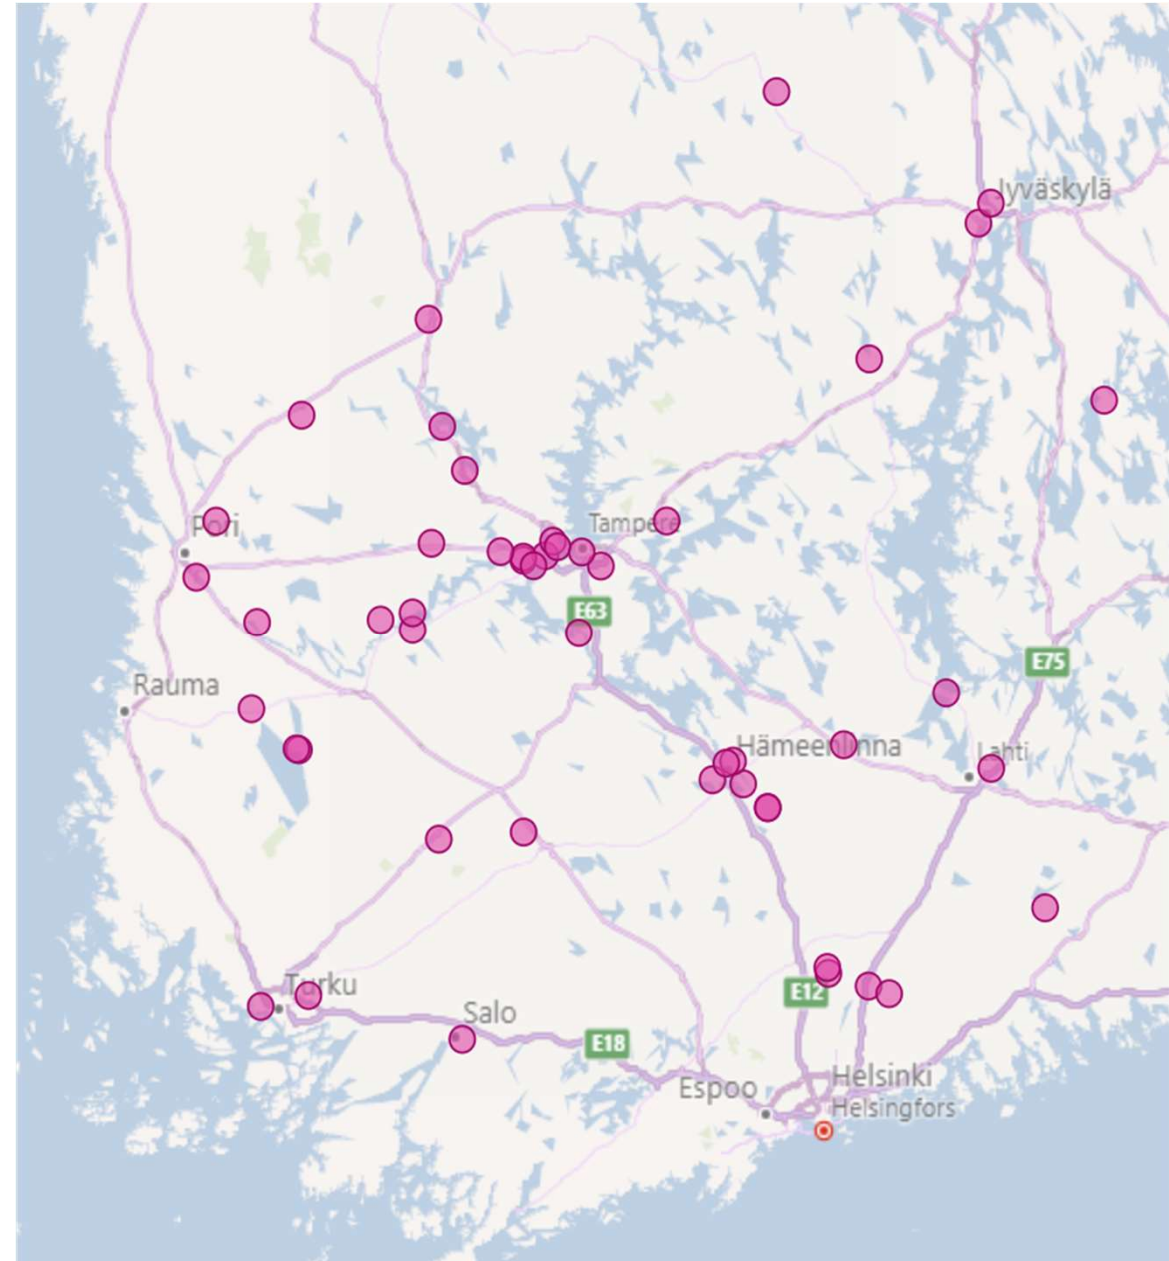 Jyväskylä
Pori
Tampere
E63
E75
Rauma
Hämeenlinna
Lahti
Turku
E12
Salo
E18
Espoo
Helsinki
Helsingfors